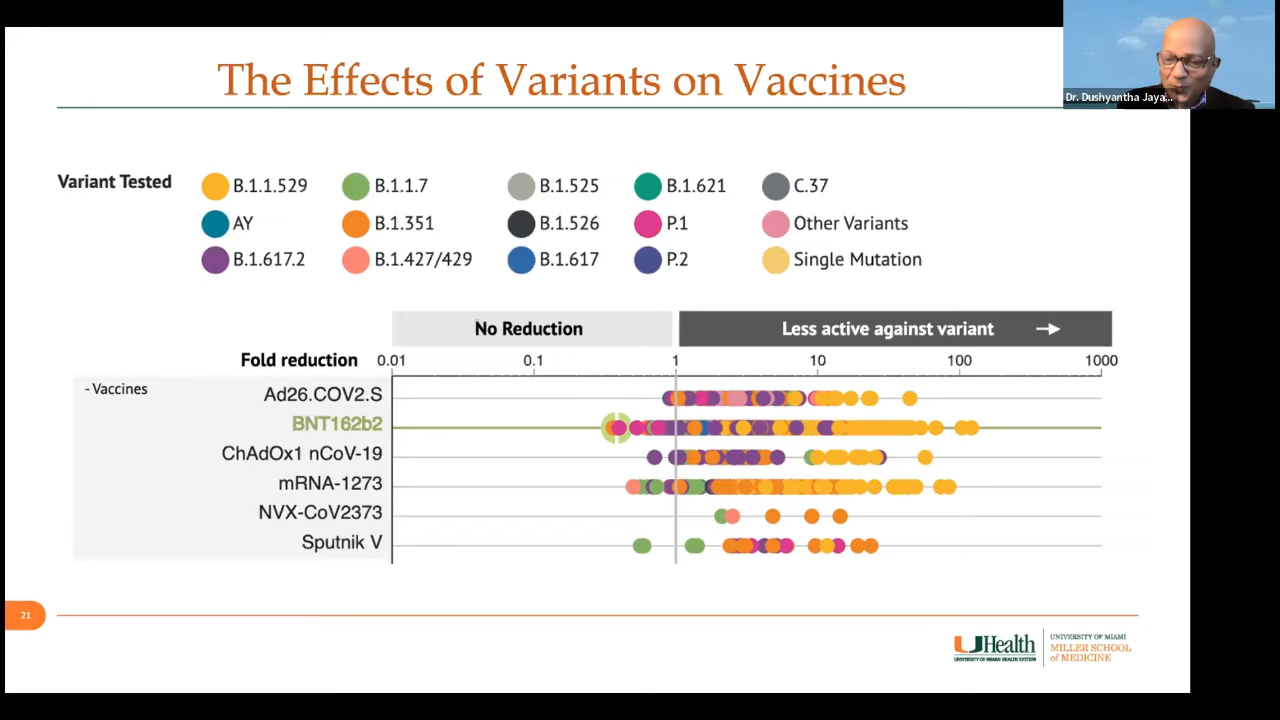 The Effects of Variants on Vaccines
Dr. Dushyantha Jaya...
Variant Tested
B.1.1.529
B.1.1.7
B.1.525
B.1.621
C.37
AY
B.1.351
B.1.526
P.1
Other Variants
B.1.617.2
B.1.427/429
B.1.617
P.2
Single Mutation
No Reduction
Less active against variant →
Fold reduction
0.01 0.1 1 10 100 1000
- Vaccines
Ad26.COV2.S
BNT162b2
ChAdOx1 nCoV-19
mRNA-1273
NVX-CoV2373
Sputnik V
21
UHealth
UNIVERSITY OF MIAMI HEALTH SYSTEM
UNIVERSITY OF MIAMI
MILLER SCHOOL
of MEDICINE